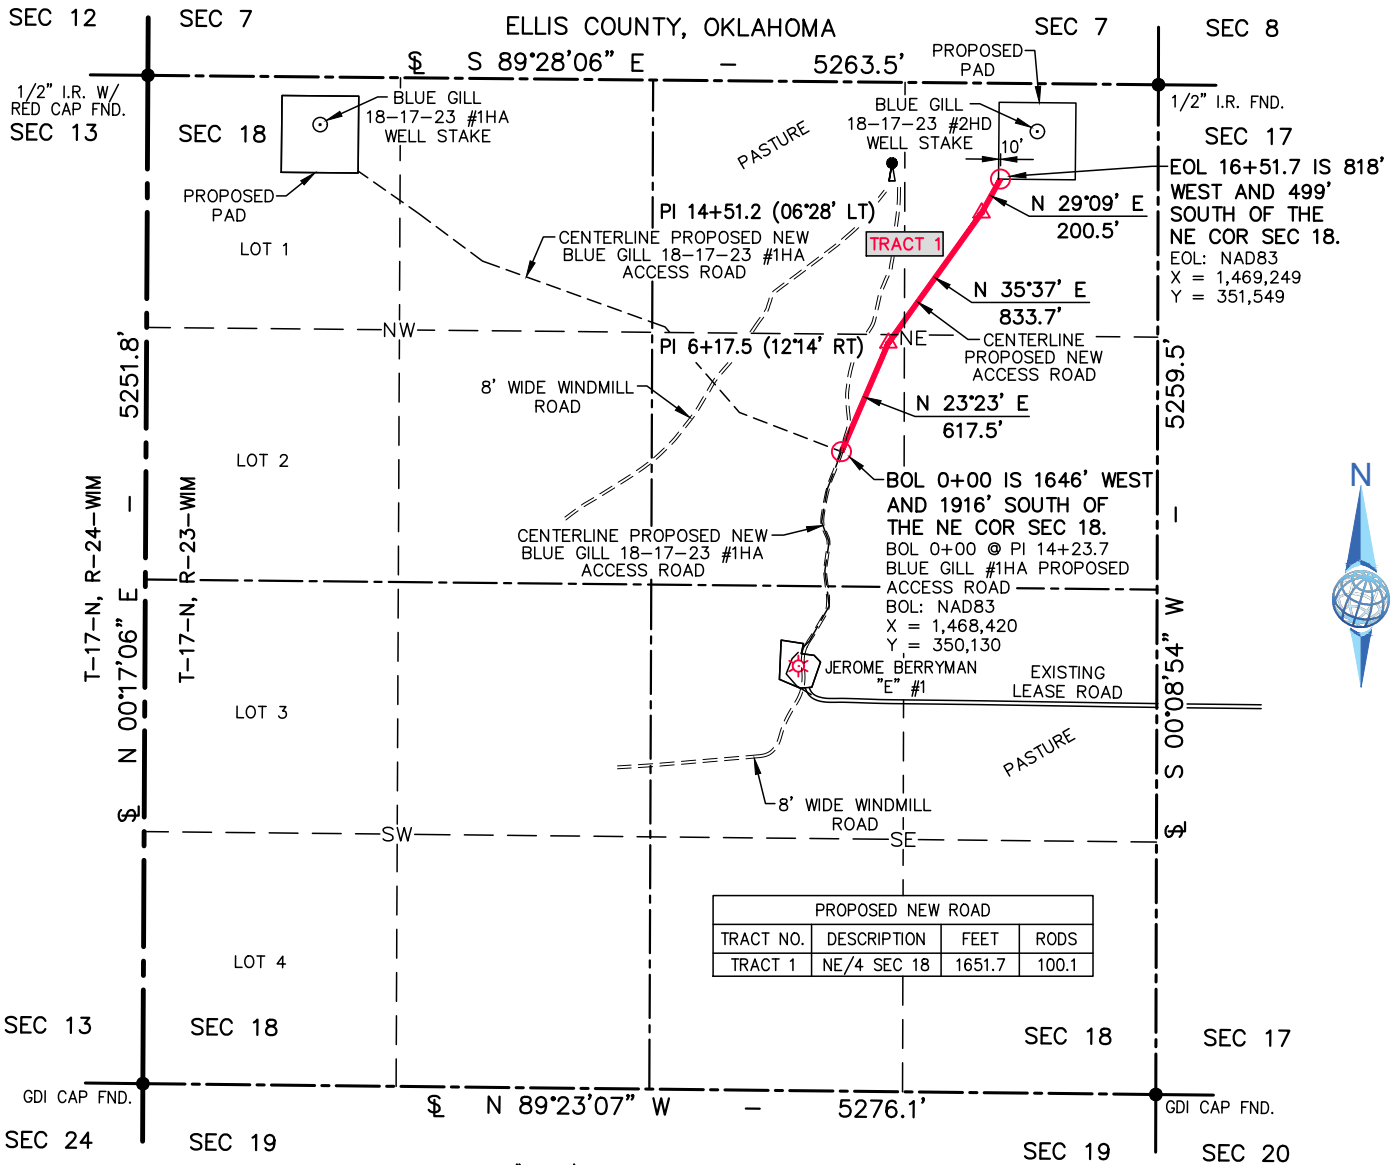 SEC 12
SEC 7
ELLIS COUNTY, OKLAHOMA
SEC 7
SEC 8
S 89°28'06" E - 5263.5'
PROPOSED
PAD
1/2" I.R. W/
RED CAP FND.
SEC 13
SEC 18
BLUE GILL
18-17-23 #1HA
WELL STAKE
PASTURE
BLUE GILL
18-17-23 #2HD
WELL STAKE
10'
1/2" I.R. FND.
SEC 17
EOL 16+51.7 IS 818'
WEST AND 499'
SOUTH OF THE
NE COR SEC 18.
EOL: NAD83
X = 1,469,249
Y = 351,549
PROPOSED
PAD
LOT 1
PI 14+51.2 (06°28' LT)
CENTERLINE PROPOSED NEW
BLUE GILL 18-17-23 #1HA
ACCESS ROAD
TRACT 1
N 29°09' E
200.5'
N 35°37' E
833.7'
NW
PI 6+17.5 (12°14' RT)
NE
CENTERLINE
PROPOSED NEW
ACCESS ROAD
8' WIDE WINDMILL
ROAD
N 23°23' E
617.5'
5251.8'
-
N 00°17'06" E
5259.5'
-
S 00°08'54" W
LOT 2
T-17-N, R-24-WIM
T-17-N, R-23-WIM
BOL 0+00 IS 1646' WEST
AND 1916' SOUTH OF
THE NE COR SEC 18.
BOL 0+00 @ PI 14+23.7
BLUE GILL #1HA PROPOSED
ACCESS ROAD
BOL: NAD83
X = 1,468,420
Y = 350,130
CENTERLINE PROPOSED NEW
BLUE GILL 18-17-23 #1HA
ACCESS ROAD
N
JEROME BERRYMAN
"E" #1
EXISTING
LEASE ROAD
LOT 3
PASTURE
8' WIDE WINDMILL
ROAD
SW
SE
PROPOSED NEW ROAD
TRACT NO. DESCRIPTION FEET RODS
TRACT 1 NE/4 SEC 18 1651.7 100.1
LOT 4
SEC 13
SEC 18
SEC 18
SEC 17
GDI CAP FND.
N 89°23'07" W - 5276.1'
GDI CAP FND.
SEC 24
SEC 19
SEC 19
SEC 20